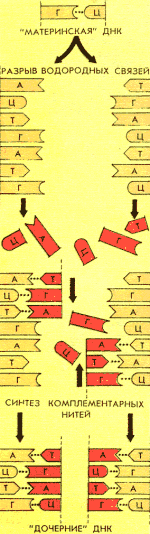 Г Ц
"МАТЕРИНСКАЯ" ДНК
РАЗРЫВ ВОДОРОДНЫХ СВЯЗЕЙ
А Т
Ц Г
Т А
Г Ц
А Т
Т А
Г Ц
Ц Г Ц Г Т
А Т Т
Ц Г Г
Т А Г А
Г Ц Ц
А А Т
Т Т А
Г Г Ц
СИНТЕЗ КОМПЛЕМЕНТАРНЫХ
НИТЕЙ
А Т А Т
Ц Г Ц Г
Т А Т А
Г Ц Г Ц
"ДОЧЕРНИЕ" ДНК